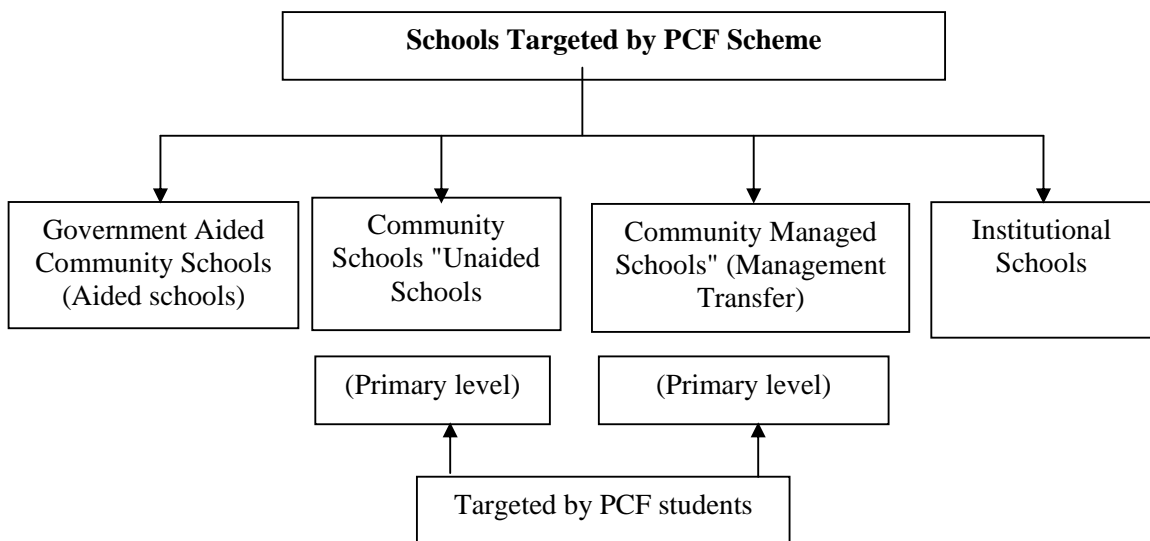 Schools Targeted by PCF Scheme
Government Aided
Community Schools
(Aided schools)
Community
Schools "Unaided
Schools
Community Managed
Schools" (Management
Transfer)
Institutional
Schools
(Primary level)
(Primary level)
Targeted by PCF students